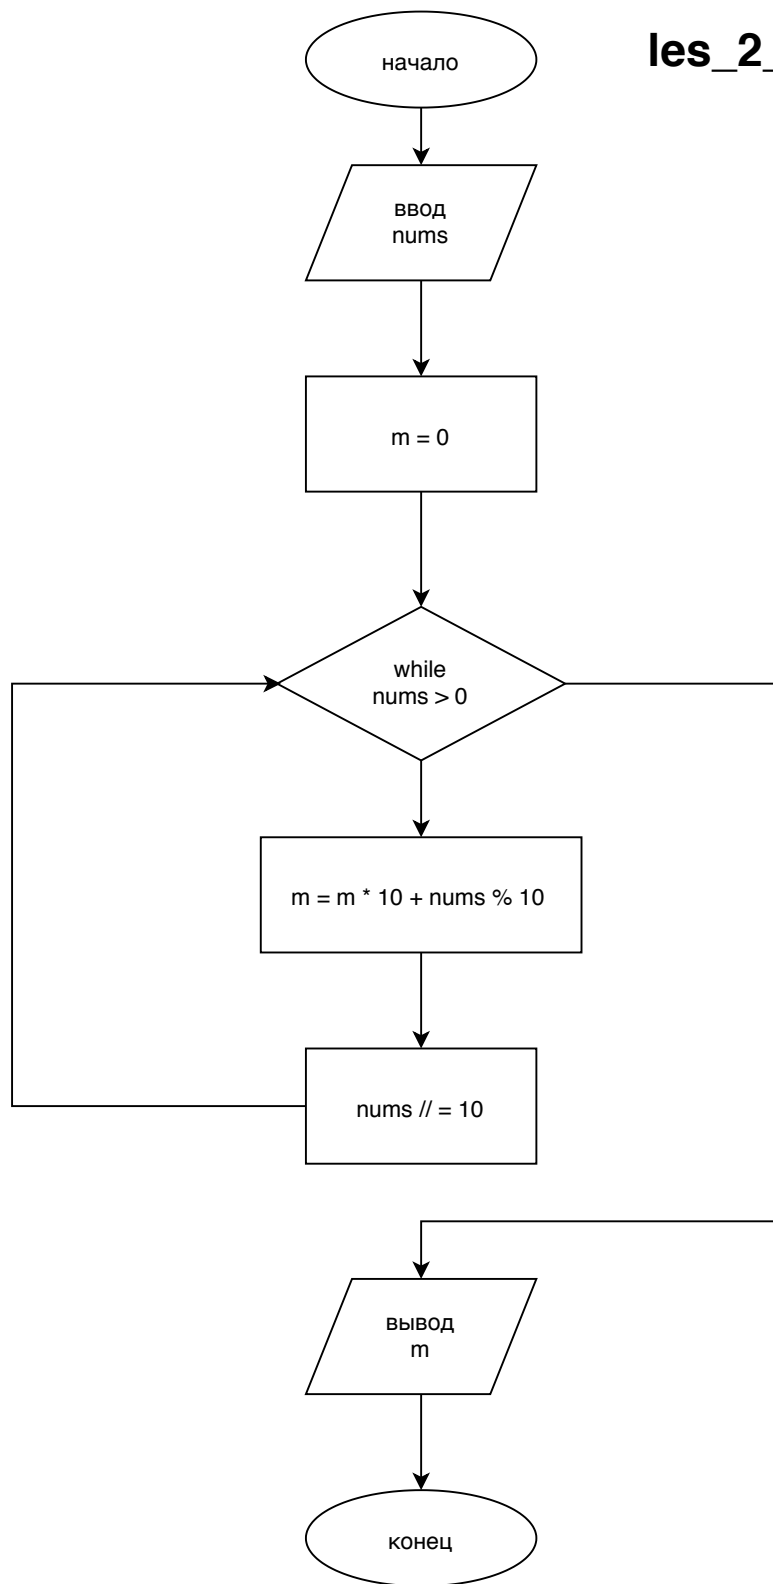 начало
les_2_
ввод
nums
m = 0
while
nums > 0
m = m * 10 + nums % 10
nums // = 10
вывод
m
конец